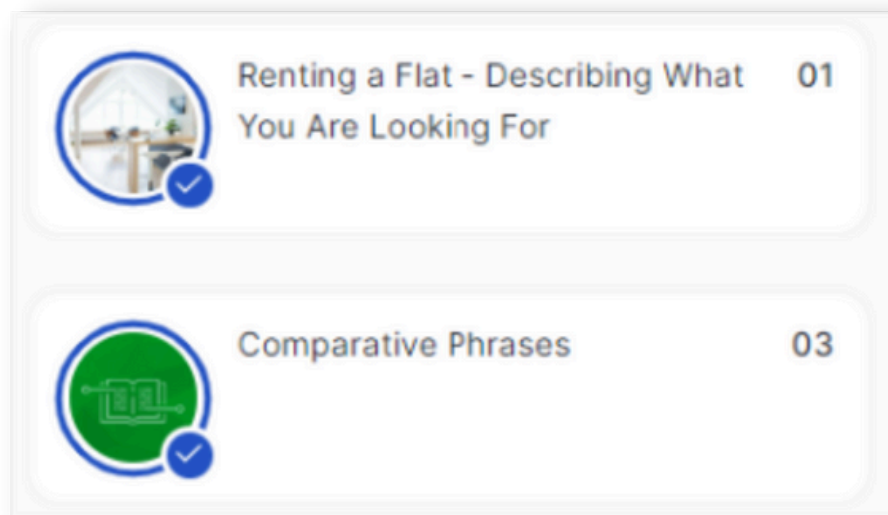 Renting a Flat - Describing What 01
You Are Looking For
Comparative Phrases 03